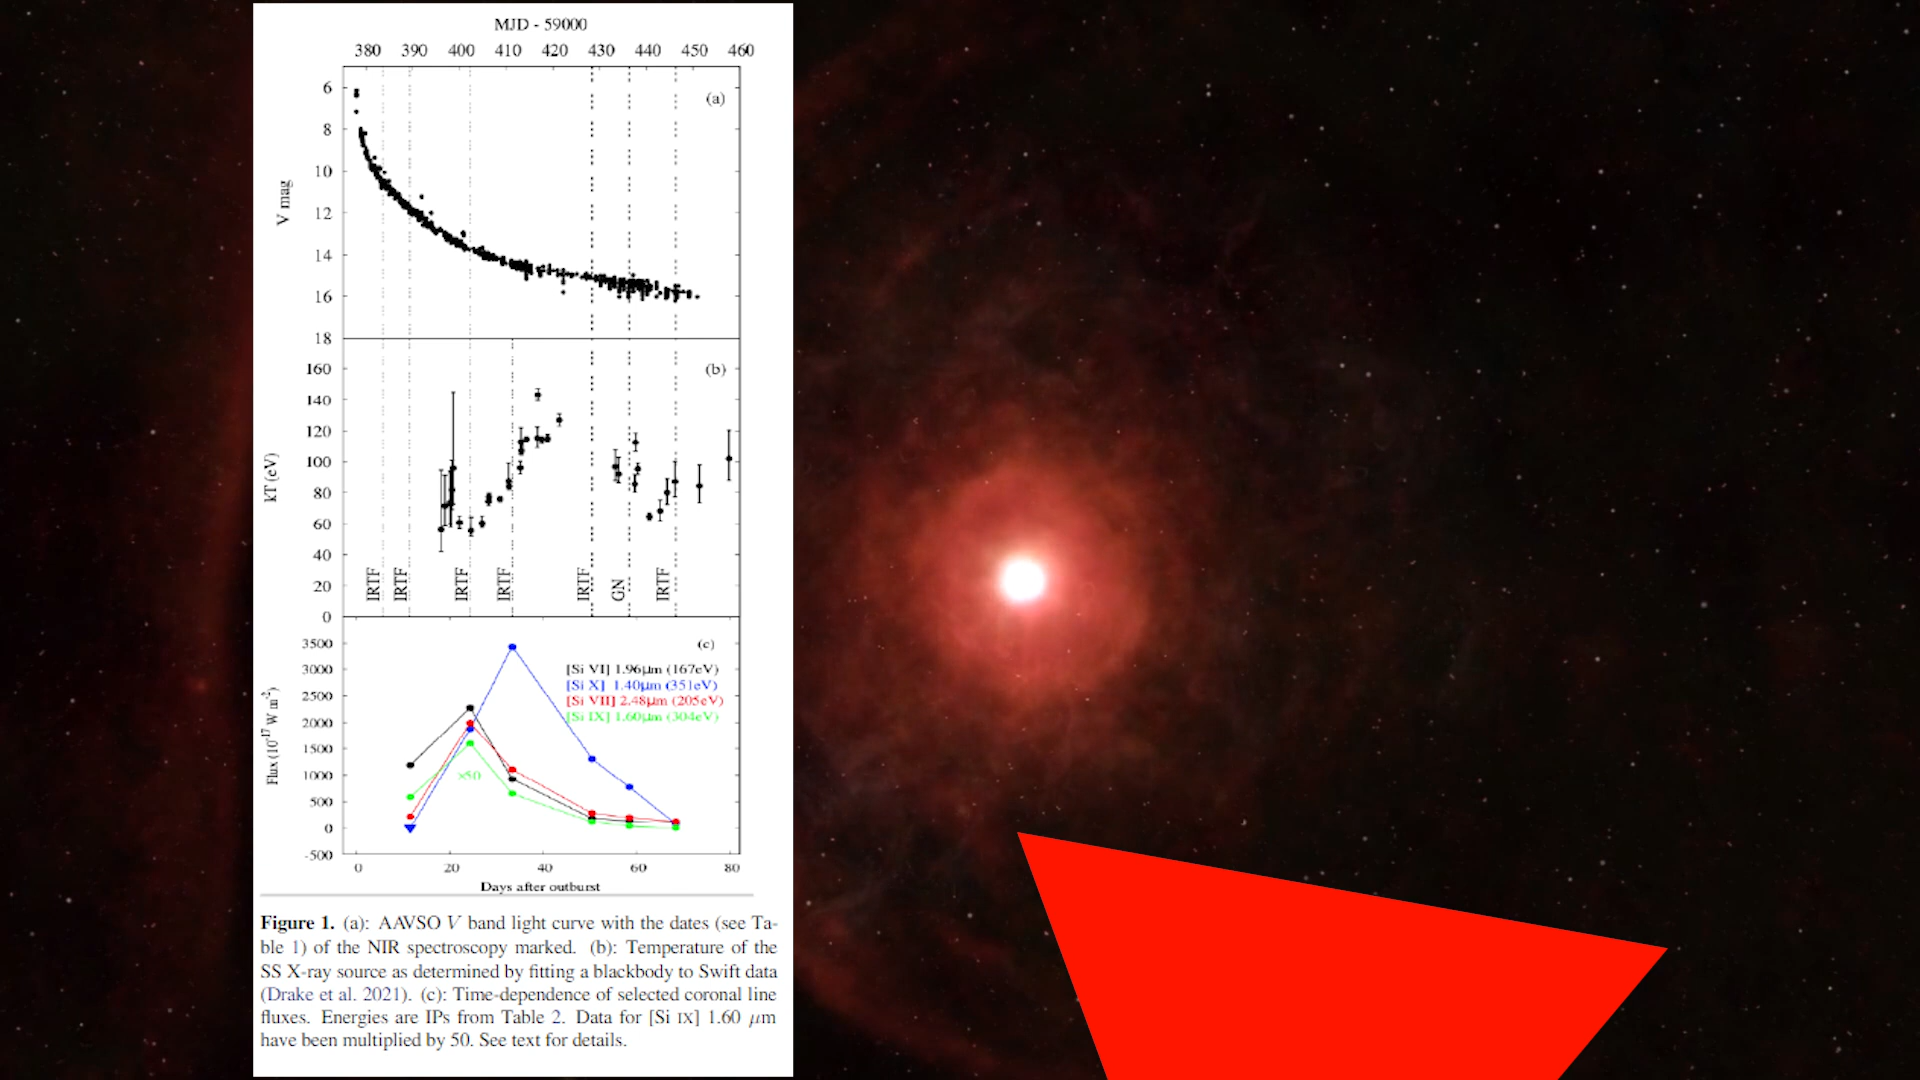 MJD - 59000
380 390 400 410 420 430 440 450 460
(a)
6
8
10
12
14
16
18
V mag
(b)
160
140
120
100
80
60
40
20
0
kT (eV)
IRTF IRTF IRTF IRTF IRTF GN IRTF
(c)
3500
3000
2500
2000
1500
1000
500
0
-500
Flux (10⁻¹⁷ W m⁻²)
[Si VI] 1.96μm (167eV)
[Si X] 1.40μm (351eV)
[Si VII] 2.48μm (205eV)
[Si IX] 1.60μm (304eV)
×50
0 20 40 60 80
Days after outburst
Figure 1. (a): AAVSO V band light curve with the dates (see Ta-
ble 1) of the NIR spectroscopy marked. (b): Temperature of the
SS X-ray source as determined by fitting a blackbody to Swift data
(Drake et al. 2021). (c): Time-dependence of selected coronal line
fluxes. Energies are IPs from Table 2. Data for [Si IX] 1.60 μm
have been multiplied by 50. See text for details.